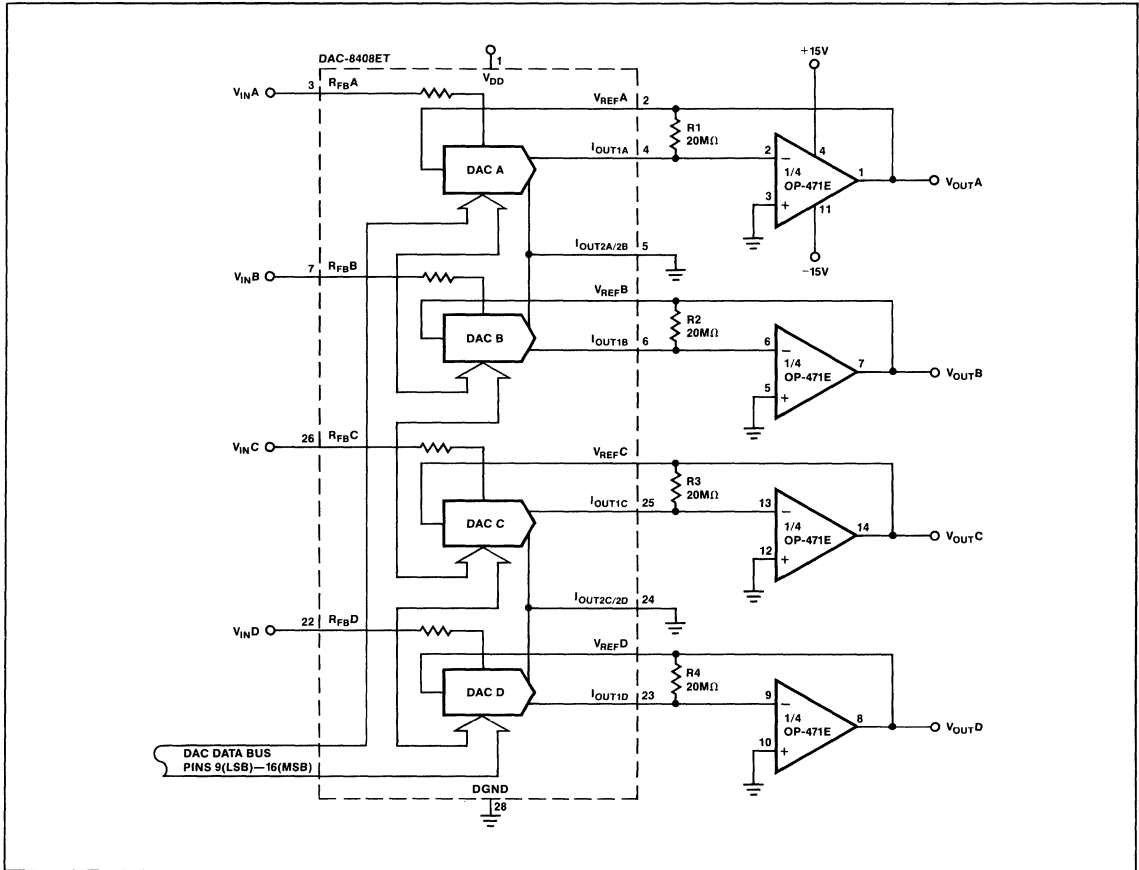 DAC-8408ET
1
VDD
+15V
VINA 3 RFBA
VREFA 2
R1
20MΩ
IOUT1A 4
DAC A
2 −
4
1/4
OP-471E
1
VOUTA
3 +
11
−15V
IOUT2A/2B 5
VINB 7 RFBB
VREFB
R2
20MΩ
IOUT1B 6
DAC B
6 −
1/4
OP-471E
7
VOUTB
5 +
VINC 26 RFBC
VREFC
R3
20MΩ
IOUT1C 25
DAC C
13 −
1/4
OP-471E
14
VOUTC
12 +
IOUT2C/2D 24
VIND 22 RFBD
VREFD
R4
20MΩ
IOUT1D 23
DAC D
9 −
1/4
OP-471E
8
VOUTD
10 +
DAC DATA BUS
PINS 9(LSB)—16(MSB)
DGND
28